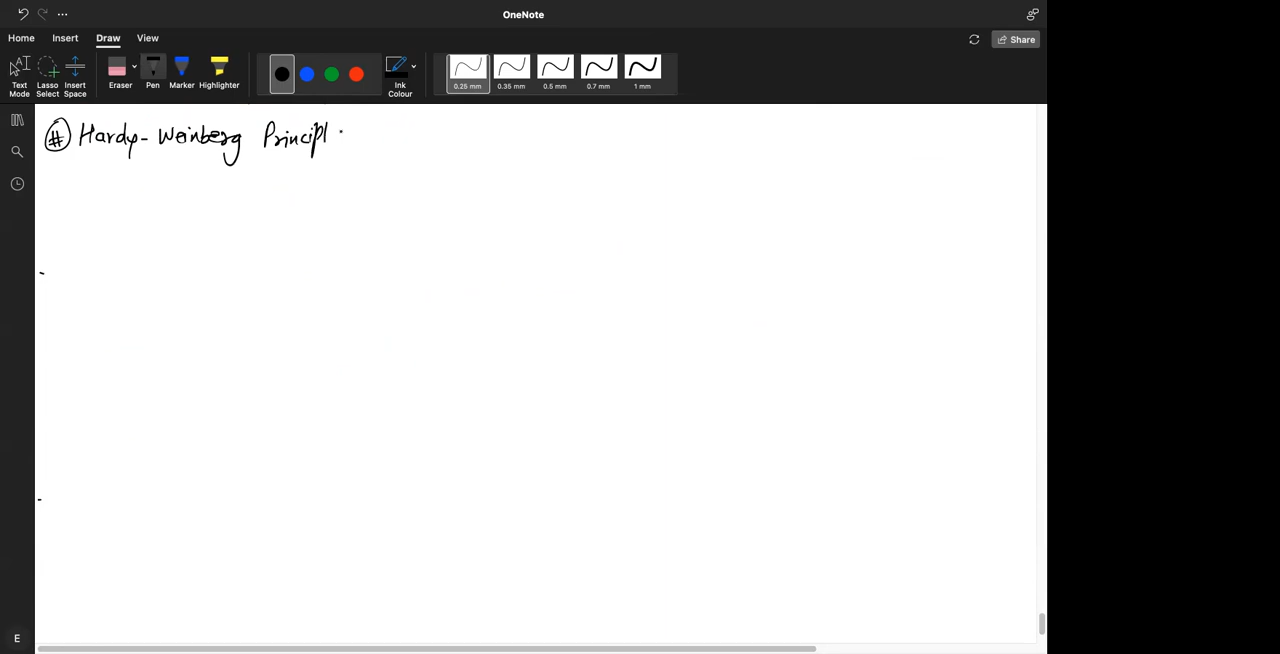 OneNote
Home Insert Draw View
Share
Text Mode
Lasso Select
Insert Space
Eraser
Pen
Marker
Highlighter
Ink Colour
0.25 mm 0.35 mm 0.5 mm 0.7 mm 1 mm
# Hardy-Weinberg Principl
E